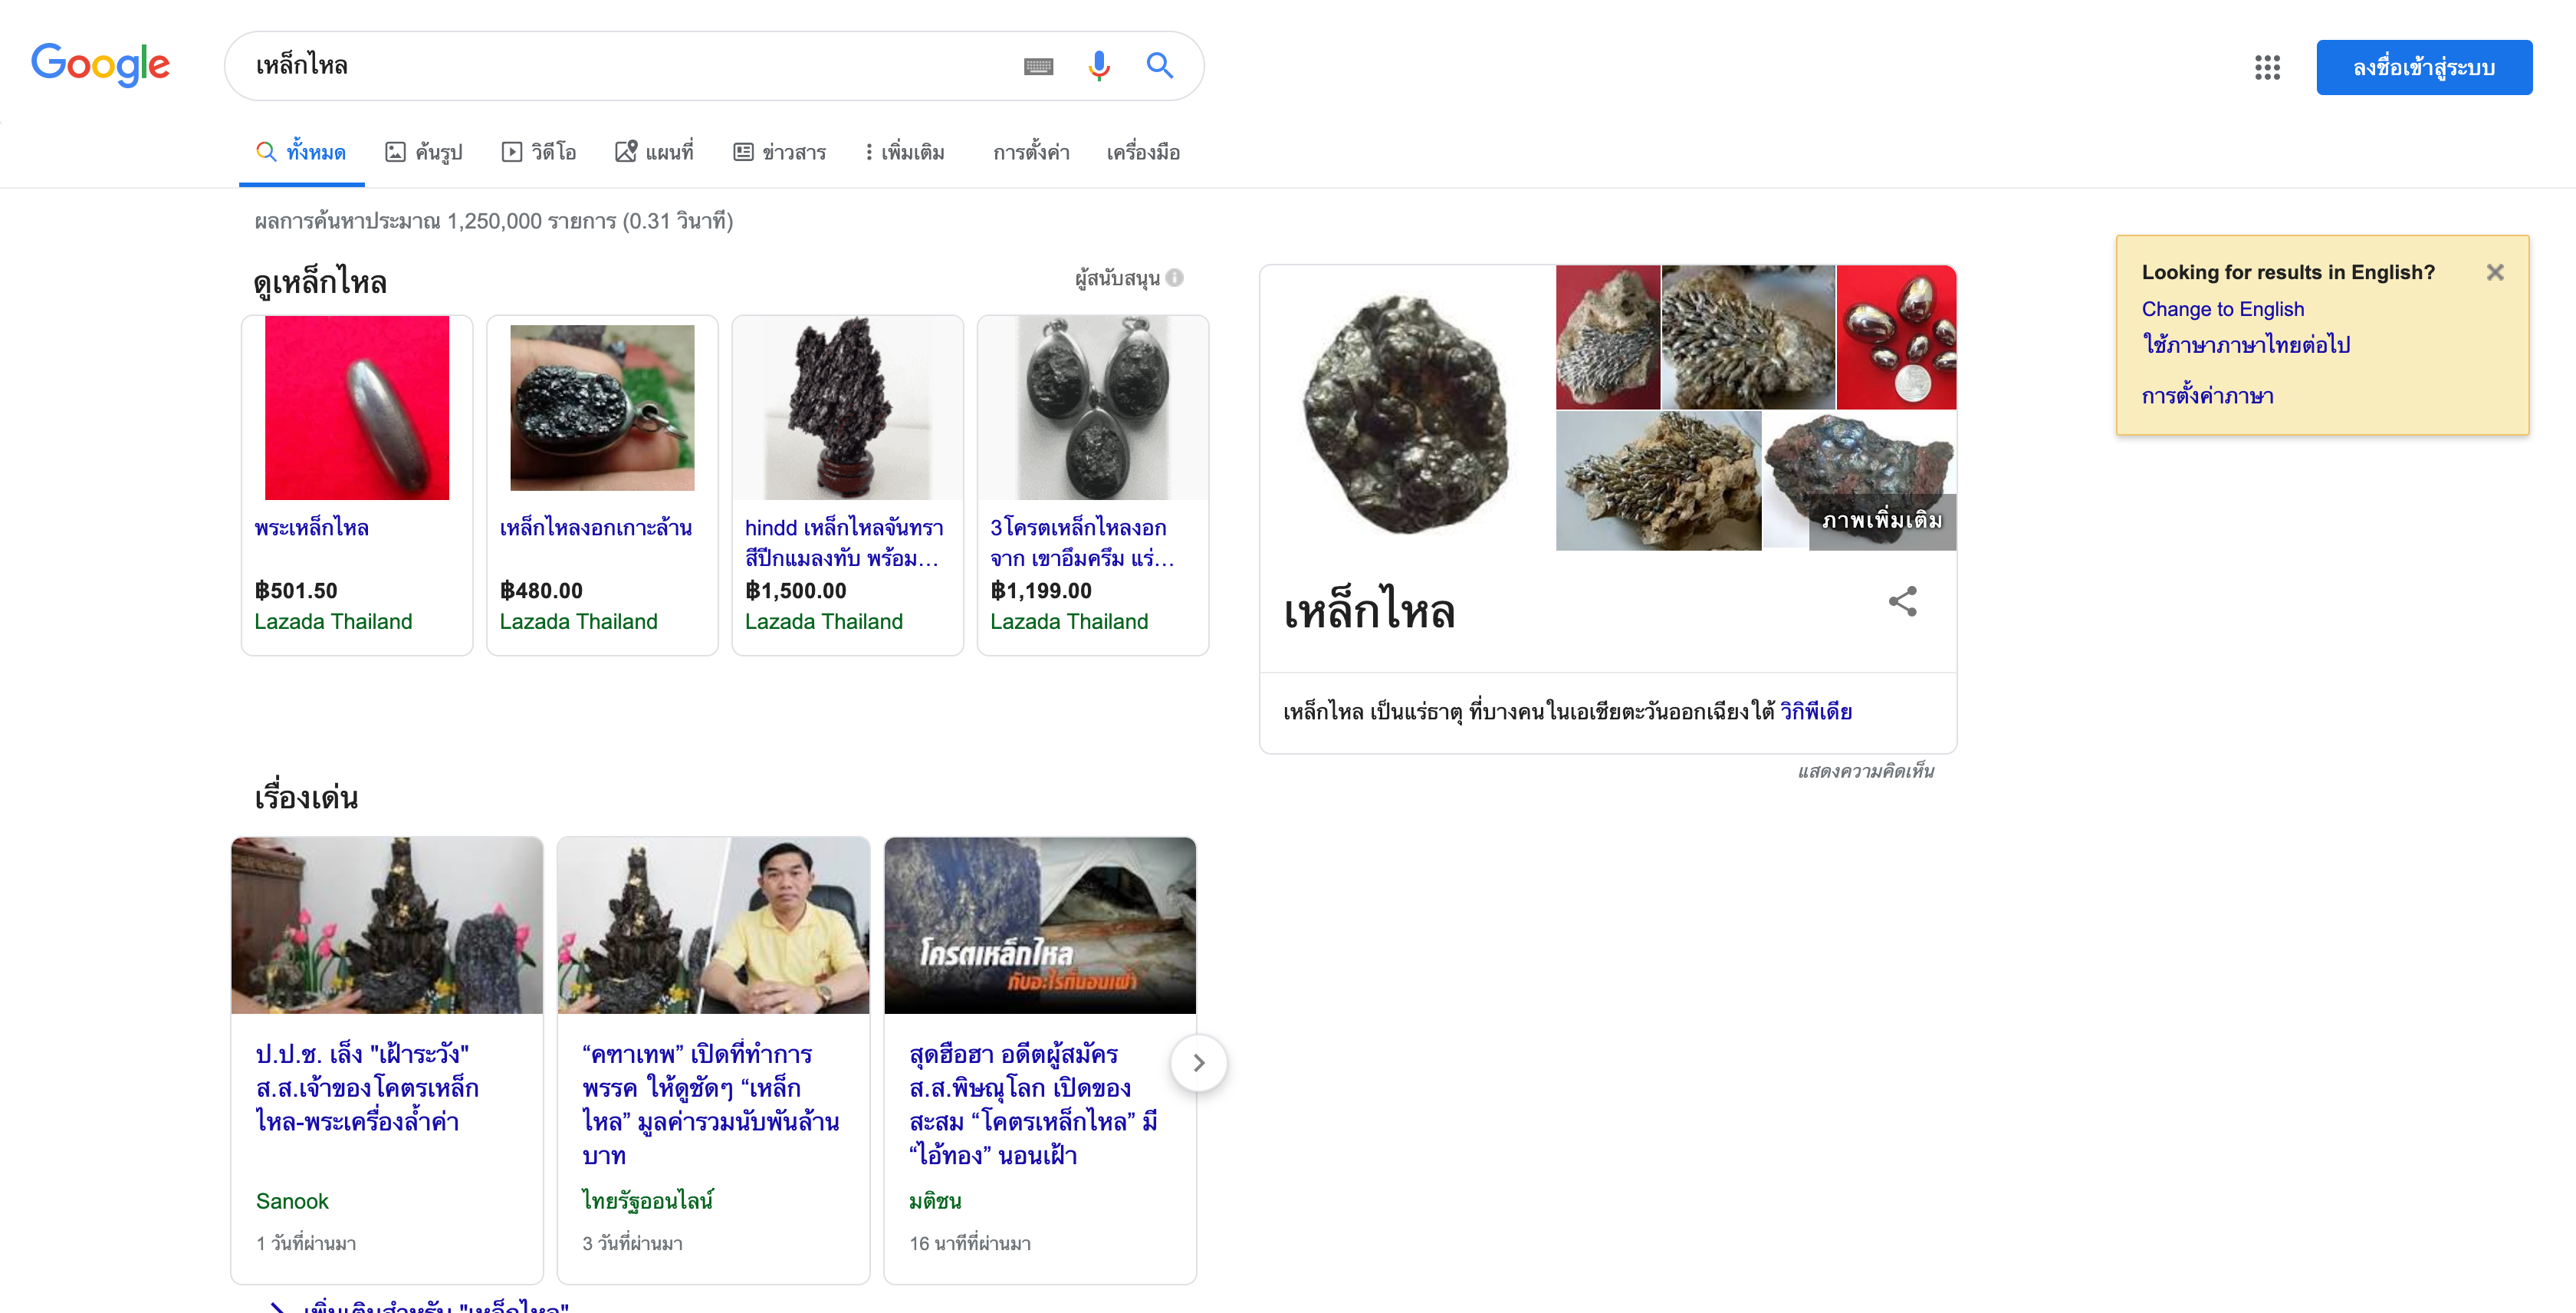 Google
เหล็กไหล
ลงชื่อเข้าสู่ระบบ
ทั้งหมด
ค้นรูป
วิดีโอ
แผนที่
ข่าวสาร
เพิ่มเติม
การตั้งค่า
เครื่องมือ
ผลการค้นหาประมาณ 1,250,000 รายการ (0.31 วินาที)
ดูเหล็กไหล
ผู้สนับสนุน
พระเหล็กไหล
฿501.50
Lazada Thailand
เหล็กไหลงอกเกาะล้าน
฿480.00
Lazada Thailand
hindd เหล็กไหลจันทรา
สีปีกแมลงทับ พร้อม...
฿1,500.00
Lazada Thailand
3โครตเหล็กไหลงอก
จาก เขาอึมครึม แร่...
฿1,199.00
Lazada Thailand
ภาพเพิ่มเติม
เหล็กไหล
เหล็กไหล เป็นแร่ธาตุ ที่บางคนในเอเชียตะวันออกเฉียงใต้ วิกิพีเดีย
แสดงความคิดเห็น
Looking for results in English?
Change to English
ใช้ภาษาภาษาไทยต่อไป
การตั้งค่าภาษา
เรื่องเด่น
ป.ป.ช. เล็ง "เฝ้าระวัง"
ส.ส.เจ้าของโคตรเหล็ก
ไหล-พระเครื่องล้ำค่า
Sanook
1 วันที่ผ่านมา
“คฑาเทพ” เปิดที่ทำการ
พรรค ให้ดูชัดๆ “เหล็ก
ไหล” มูลค่ารวมนับพันล้าน
บาท
ไทยรัฐออนไลน์
3 วันที่ผ่านมา
โครตเหล็กไหล
กับอะไรที่นอนเฝ้า
สุดฮือฮา อดีตผู้สมัคร
ส.ส.พิษณุโลก เปิดของ
สะสม “โคตรเหล็กไหล” มี
“ไอ้ทอง” นอนเฝ้า
มติชน
16 นาทีที่ผ่านมา
เพิ่มเติมสำหรับ "เหล็กไหล"